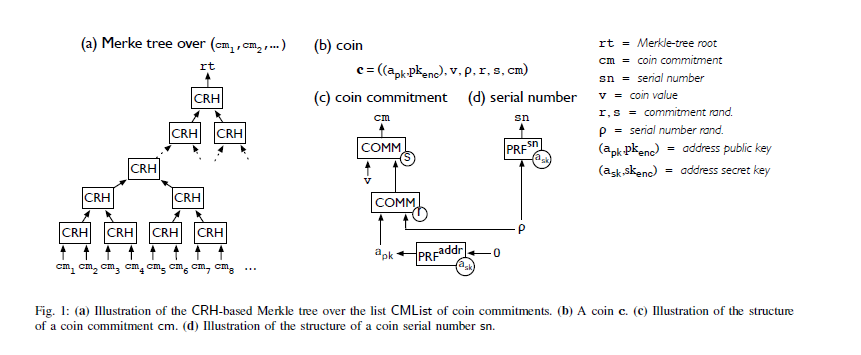 (a) Merke tree over (cm1,cm2,...)
rt
CRH
CRH CRH
CRH
CRH CRH
CRH CRH CRH CRH
cm1 cm2 cm3 cm4 cm5 cm6 cm7 cm8 ...
(b) coin
c = ((apk,pkenc), v, ρ, r, s, cm)
(c) coin commitment (d) serial number
cm sn
COMM s PRFsn ask
v
COMM r
ρ
apk PRFaddr ask 0
rt = Merkle-tree root
cm = coin commitment
sn = serial number
v = coin value
r, s = commitment rand.
ρ = serial number rand.
(apk,pkenc) = address public key
(ask,skenc) = address secret key
Fig. 1: (a) Illustration of the CRH-based Merkle tree over the list CMList of coin commitments. (b) A coin c. (c) Illustration of the structure
of a coin commitment cm. (d) Illustration of the structure of a coin serial number sn.